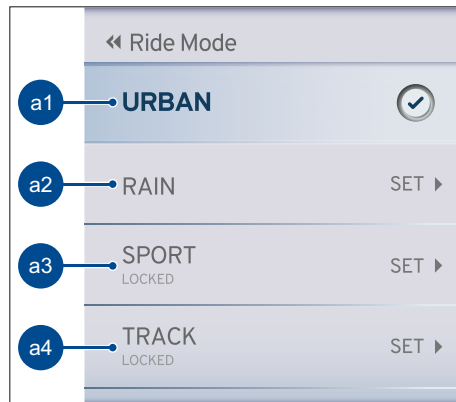 Ride Mode
a1 URBAN
a2 RAIN SET
a3 SPORT SET
LOCKED
a4 TRACK SET
LOCKED